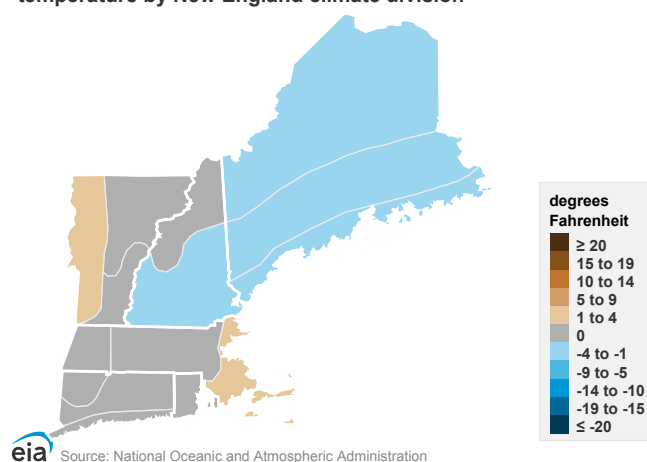 temperature by New England climate division
degrees
Fahrenheit
≥ 20
15 to 19
10 to 14
5 to 9
1 to 4
0
-4 to -1
-9 to -5
-14 to -10
-19 to -15
≤ -20
eia Source: National Oceanic and Atmospheric Administration